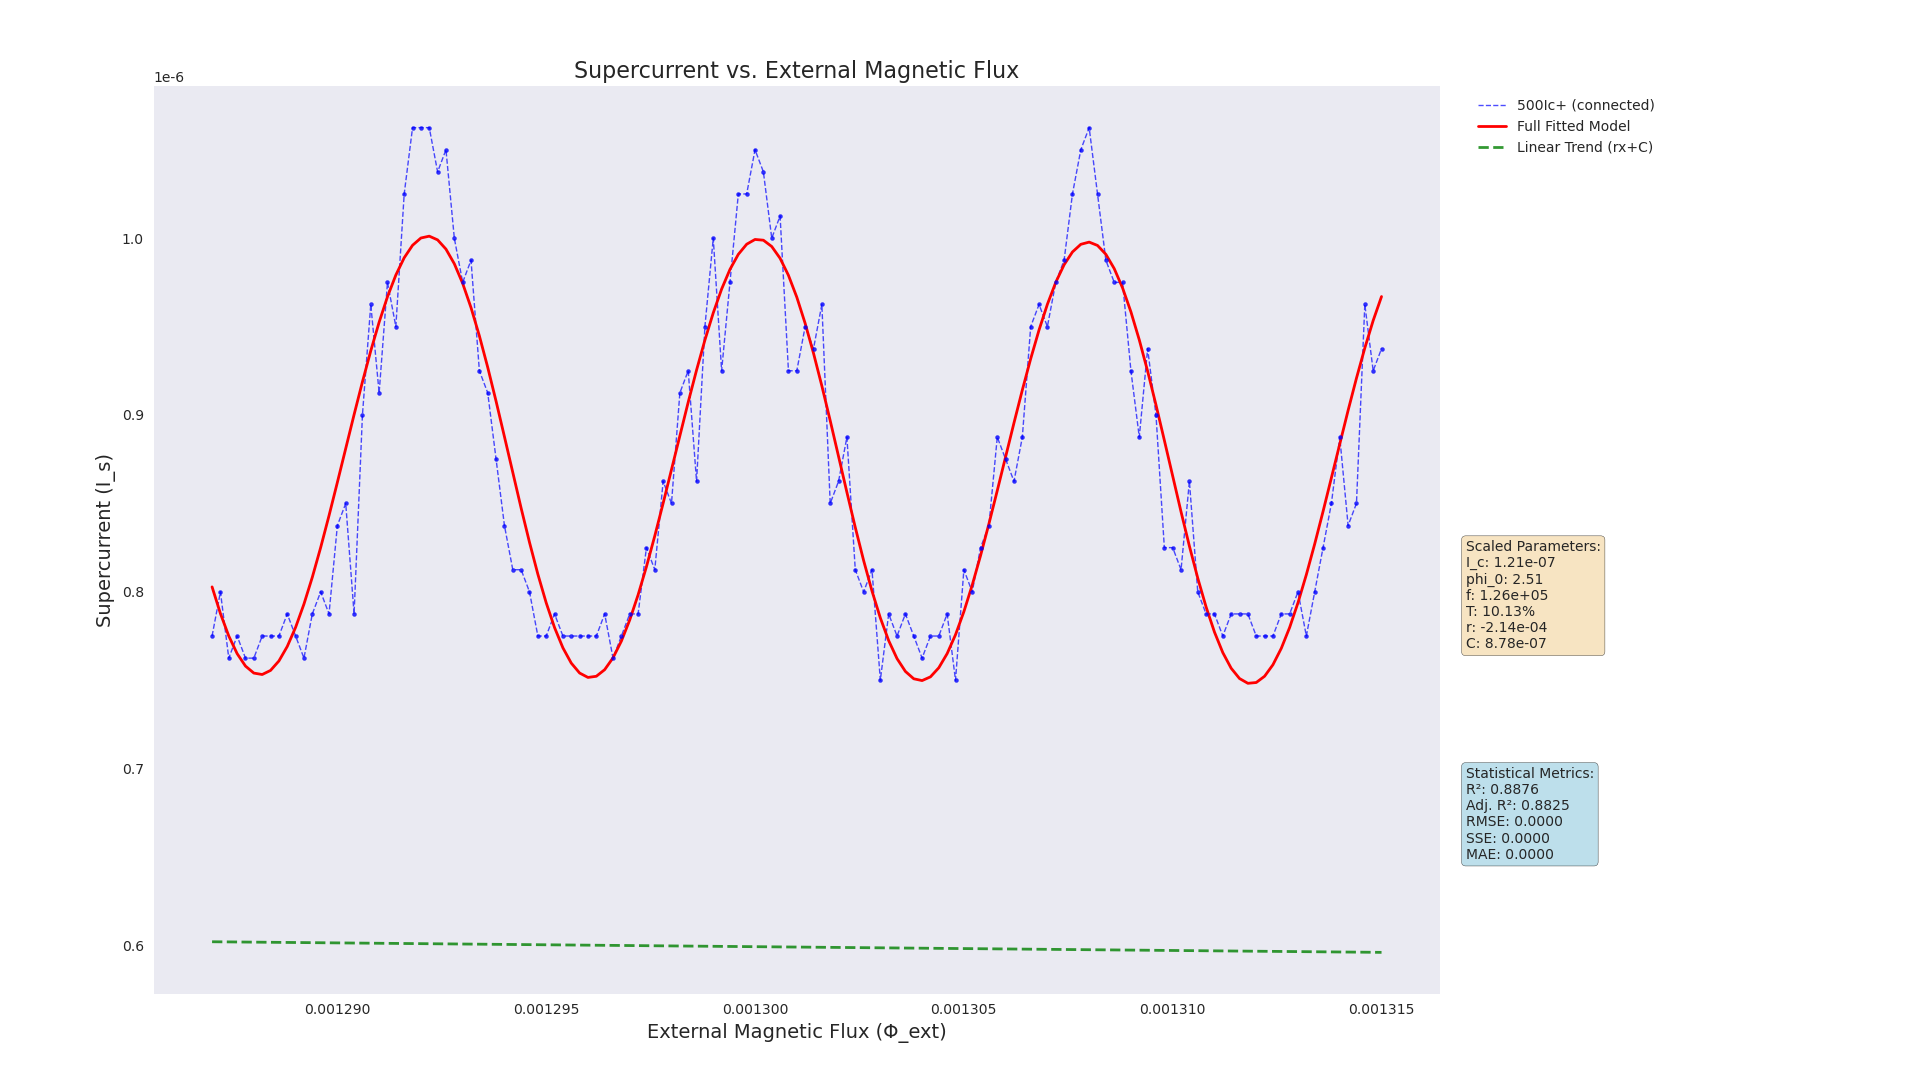 Supercurrent vs. External Magnetic Flux
1e-6
1.0
0.9
0.8
0.7
0.6
Supercurrent (I_s)
0.001290 0.001295 0.001300 0.001305 0.001310 0.001315
External Magnetic Flux (Φ_ext)
500Ic+ (connected)
Full Fitted Model
Linear Trend (rx+C)
Scaled Parameters:
I_c: 1.21e-07
phi_0: 2.51
f: 1.26e+05
T: 10.13%
r: -2.14e-04
C: 8.78e-07
Statistical Metrics:
R²: 0.8876
Adj. R²: 0.8825
RMSE: 0.0000
SSE: 0.0000
MAE: 0.0000